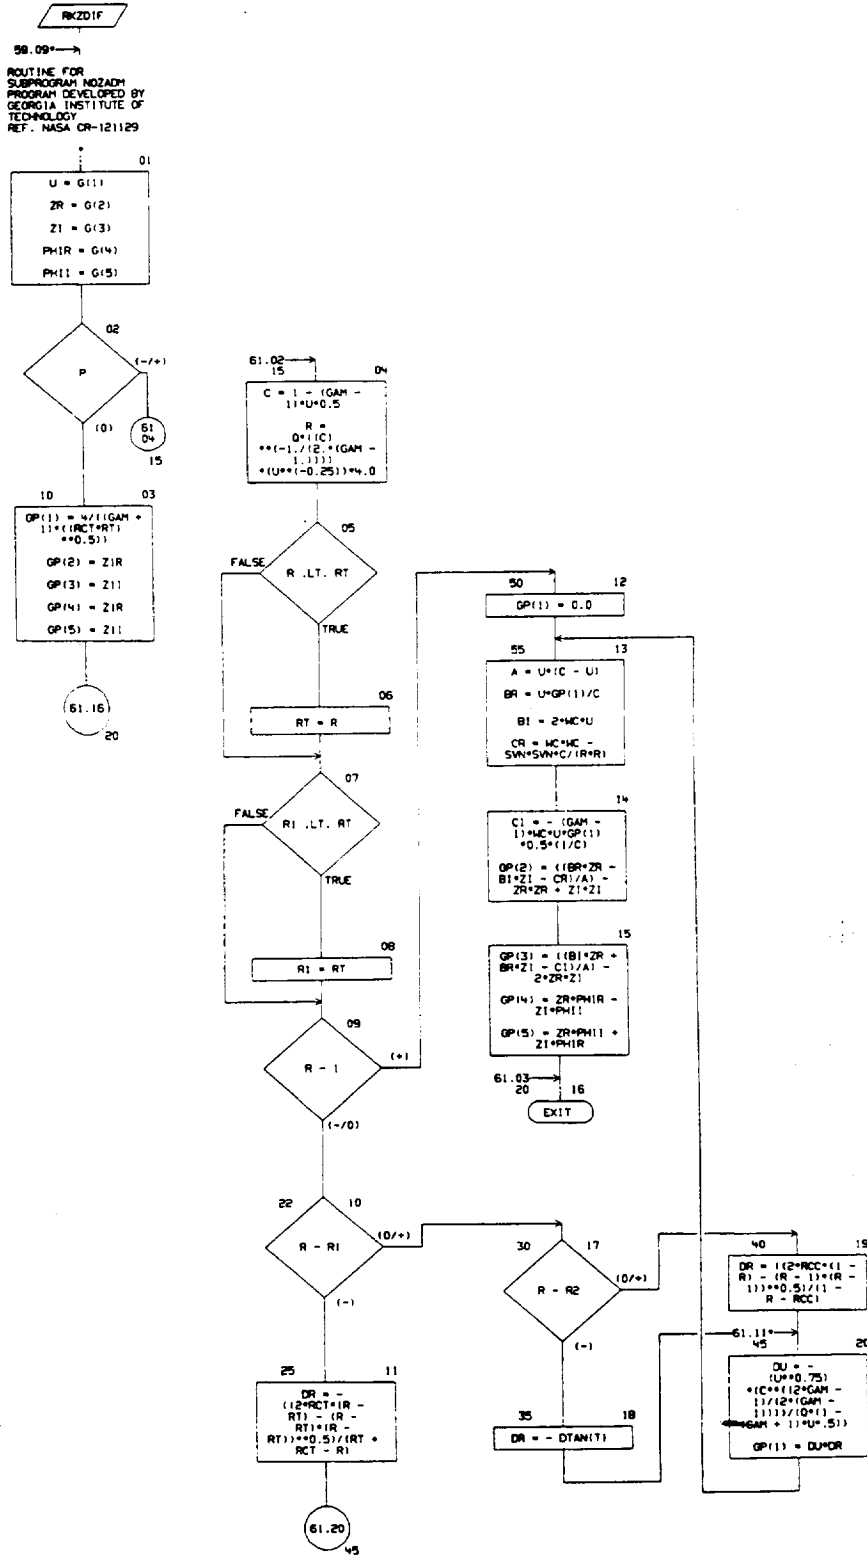 RKZDIF
59.09*
ROUTINE FOR
SUBPROGRAM NOZADM
PROGRAM DEVELOPED BY
GEORGIA INSTITUTE OF
TECHNOLOGY
REF. NASA CR-121129
01
U = G(1)
ZR = G(2)
ZI = G(3)
PHIR = G(4)
PHII = G(5)
02
P
(-/+)
(0)
61
04
15
10 03
GP(1) = 4/((GAM +
1)*((RCT*RT)
**0.5))
GP(2) = Z1R
GP(3) = Z1I
GP(4) = Z1R
GP(5) = Z1I
61.16
20
61.02
15 04
C = 1 - (GAM -
1)*U*0.5
R =
Q*((C)
**(-1./(2.*(GAM -
1.))))
*(U**(-0.25))*4.0
05
R .LT. RT
FALSE
TRUE
06
RT = R
07
R1 .LT. RT
FALSE
TRUE
08
R1 = RT
09
R - 1
(+)
(-/0)
22 10
R - R1
(0/+)
(-)
25 11
DR = -
((2*RCT*(R -
RT) - (R -
RT)*(R -
RT))**0.5)/(RT +
RCT - R)
61.20
45
50 12
GP(1) = 0.0
55 13
A = U*(C - U)
BR = U*GP(1)/C
BI = 2*WC*U
CR = WC*WC -
SVN*SVN*C/(R*R)
14
CI = - (GAM -
1)*WC*U*GP(1)
*0.5*(1/C)
GP(2) = ((BR*ZR -
BI*ZI - CR)/A) -
ZR*ZR + ZI*ZI
15
GP(3) = ((BI*ZR +
BR*ZI - CI)/A) -
2*ZR*ZI
GP(4) = ZR*PHIR -
ZI*PHII
GP(5) = ZR*PHII +
ZI*PHIR
61.03
20 16
EXIT
30 17
R - R2
(0/+)
(-)
35 18
DR = - DTAN(T)
40 19
DR = ((2*RCC*(1 -
R) - (R - 1)*(R -
1))**0.5)/(1 -
R - RCC)
61.11*
45 20
DU = -
(U**0.75)
*(C**((2*GAM -
1)/(2*(GAM -
1))))/(Q*(1 -
(GAM + 1)*U*.5))
GP(1) = DU*DR